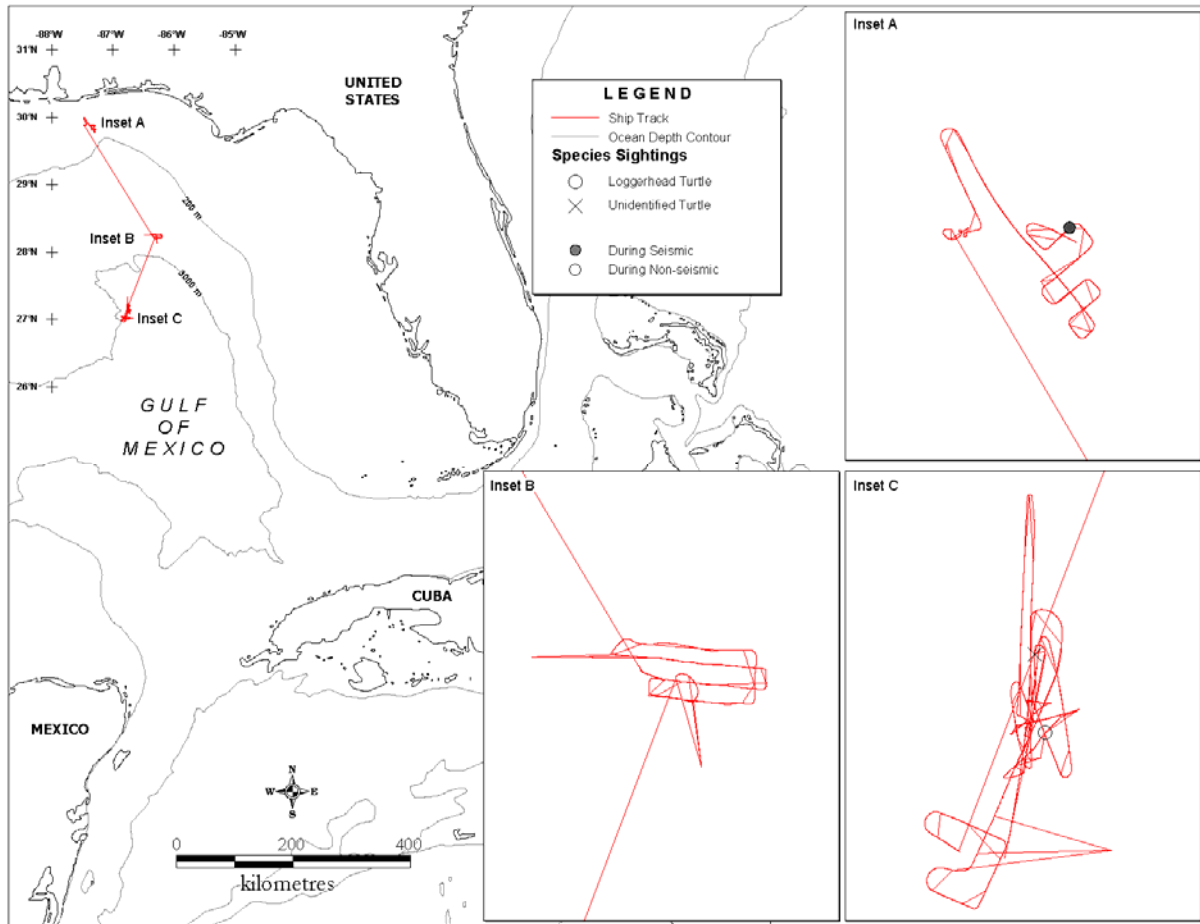 -88°W
-87°W
-86°W
-85°W
31°N
30°N
29°N
28°N
27°N
26°N
Inset A
Inset B
Inset C
200 m
3000 m
UNITED
STATES
GULF
OF
MEXICO
CUBA
MEXICO
N
W E
S
0 200 400
kilometres
LEGEND
Ship Track
Ocean Depth Contour
Species Sightings
Loggerhead Turtle
Unidentified Turtle
During Seismic
During Non-seismic
Inset A
Inset B
Inset C